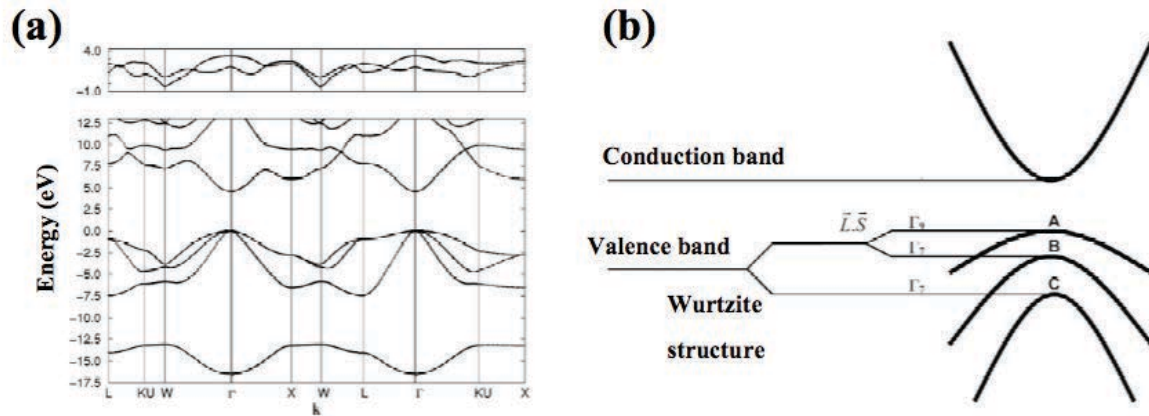 (a)
4.0
-1.0
12.5
10.0
7.5
5.0
2.5
0.0
-2.5
-5.0
-7.5
-10.0
-12.5
-15.0
-17.5
Energy (eV)
L KU W Γ X W L Γ KU X
k
(b)
Conduction band
Valence band
L⃗.S⃗
Γ₉ A
Γ₇ B
Γ₇ C
Wurtzite
structure